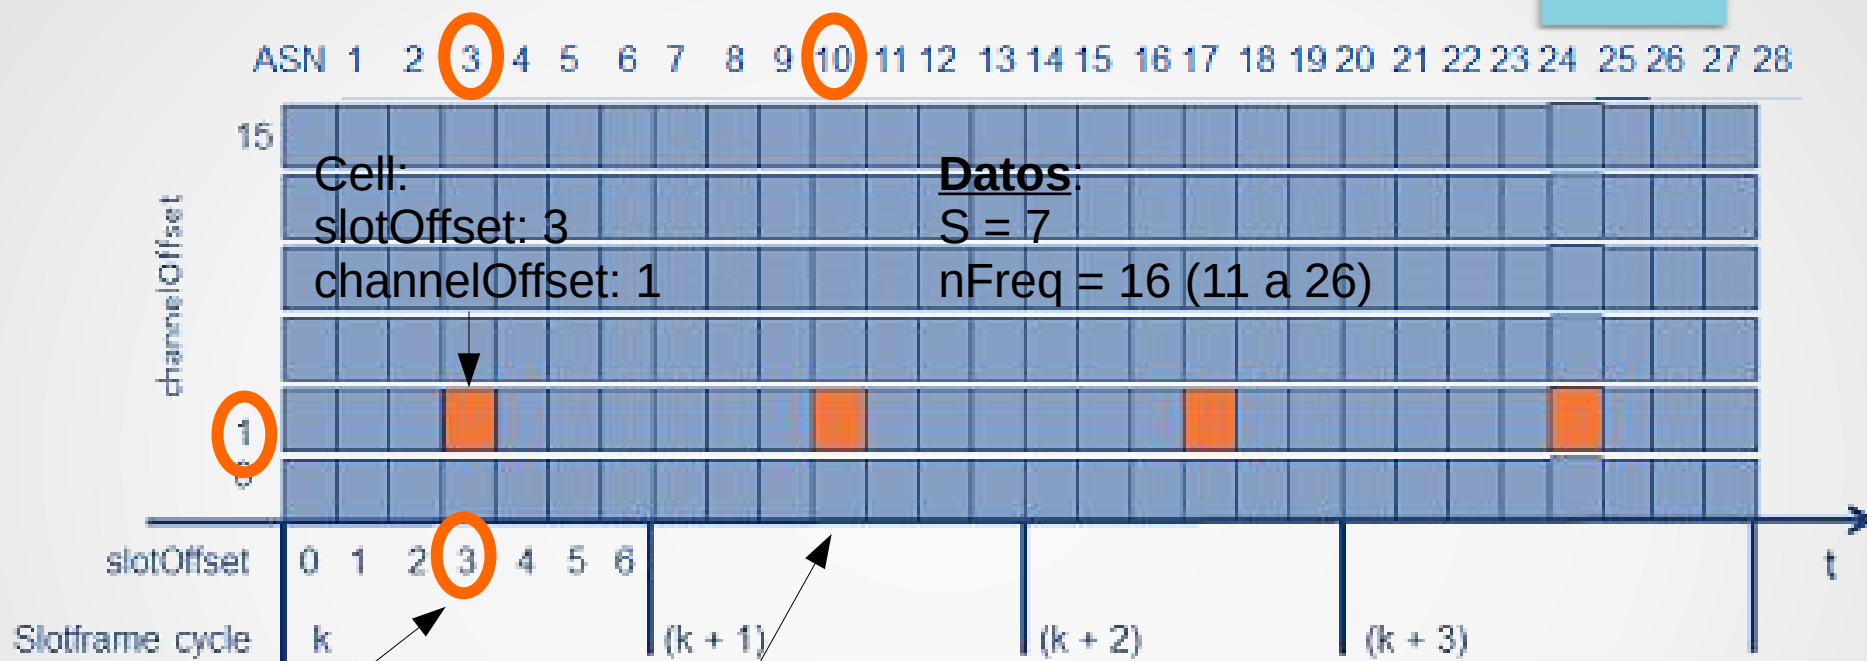 ASN 1 2 3 4 5 6 7 8 9 10 11 12 13 14 15 16 17 18 19 20 21 22 23 24 25 26 27 28
15
Cell:
slotOffset: 3
channelOffset: 1
Datos:
S = 7
nFreq = 16 (11 a 26)
channelOffset
1
0
slotOffset 0 1 2 3 4 5 6
t
Slotframe cycle k (k + 1) (k + 2) (k + 3)